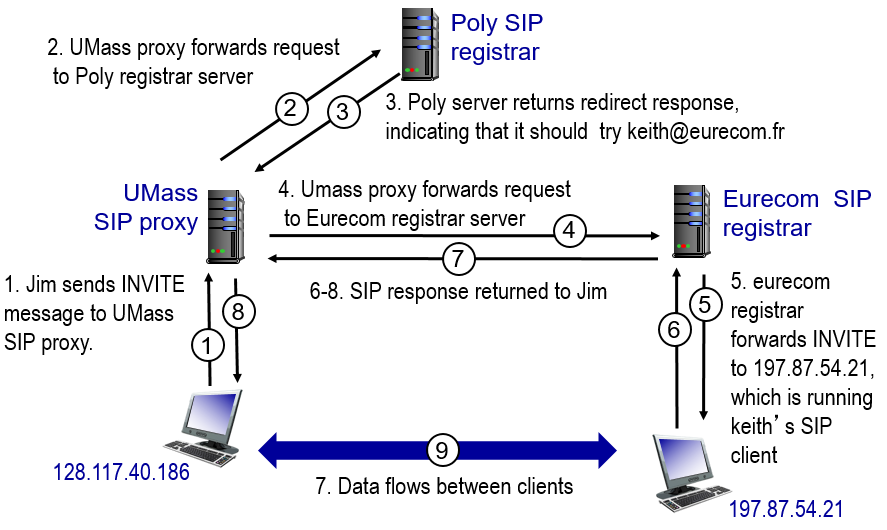 Poly SIP
registrar
2. UMass proxy forwards request
to Poly registrar server
2
3
3. Poly server returns redirect response,
indicating that it should try keith@eurecom.fr
UMass
SIP proxy
4. Umass proxy forwards request
to Eurecom registrar server
4
Eurecom SIP
registrar
7
6-8. SIP response returned to Jim
1. Jim sends INVITE
message to UMass
SIP proxy.
8
1
5
6
5. eurecom
registrar
forwards INVITE
to 197.87.54.21,
which is running
keith’s SIP
client
9
128.117.40.186
7. Data flows between clients
197.87.54.21